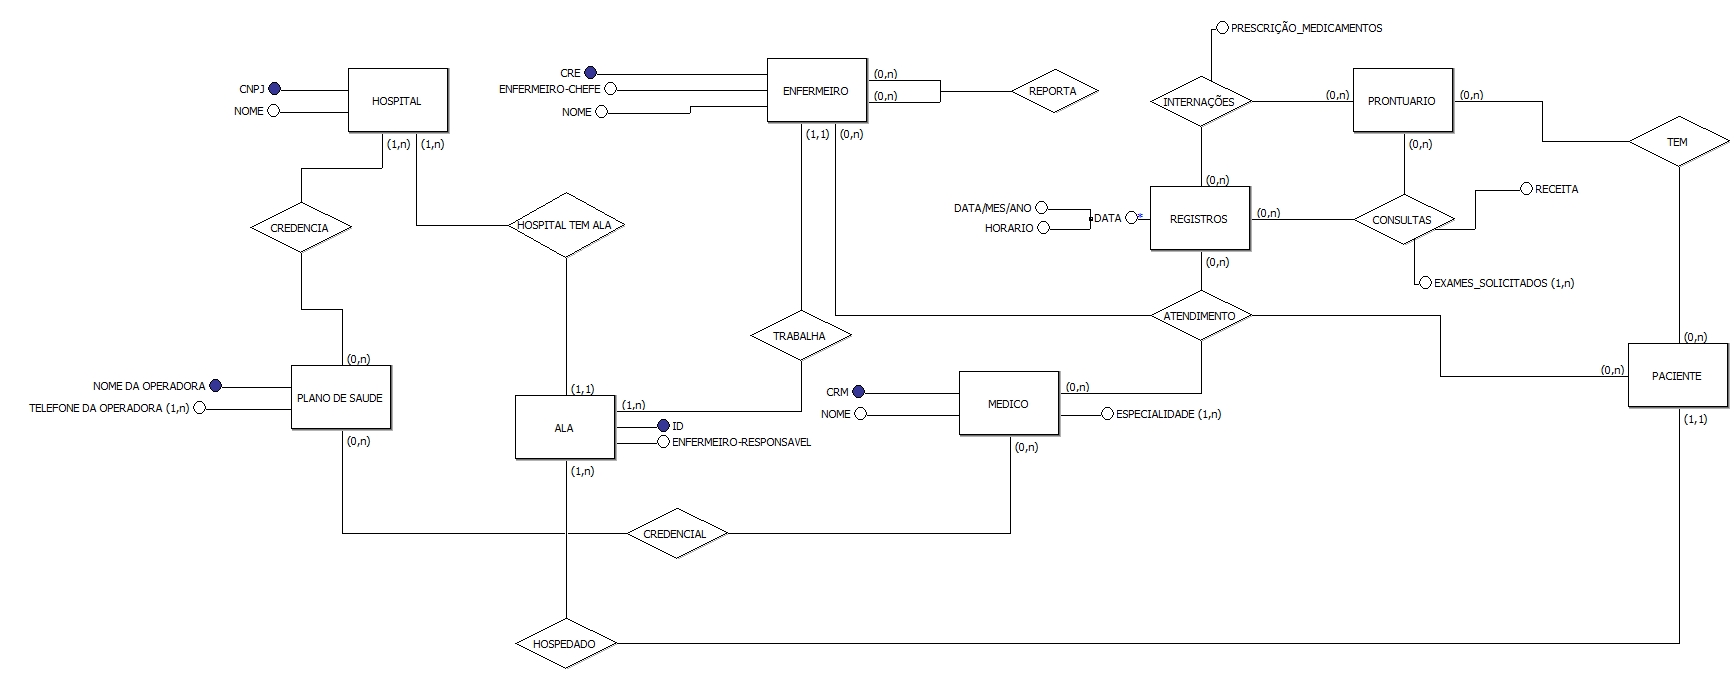 PRESCRIÇÃO_MEDICAMENTOS
CNPJ
NOME
HOSPITAL
(1,n)
(1,n)
CRE
ENFERMEIRO-CHEFE
NOME
ENFERMEIRO
(0,n)
(0,n)
(1,1)
(0,n)
REPORTA
INTERNAÇÕES
(0,n)
PRONTUARIO
(0,n)
(0,n)
TEM
CREDENCIA
HOSPITAL TEM ALA
DATA/MES/ANO
HORARIO
DATA
*
(0,n)
REGISTROS
(0,n)
(0,n)
CONSULTAS
RECEITA
EXAMES_SOLICITADOS (1,n)
TRABALHA
ATENDIMENTO
(0,n)
NOME DA OPERADORA
TELEFONE DA OPERADORA (1,n)
PLANO DE SAUDE
(0,n)
(1,1)
ALA
(1,n)
ID
ENFERMEIRO-RESPONSAVEL
(1,n)
CRM
NOME
MEDICO
(0,n)
ESPECIALIDADE (1,n)
(0,n)
(0,n)
(0,n)
PACIENTE
(1,1)
CREDENCIAL
HOSPEDADO